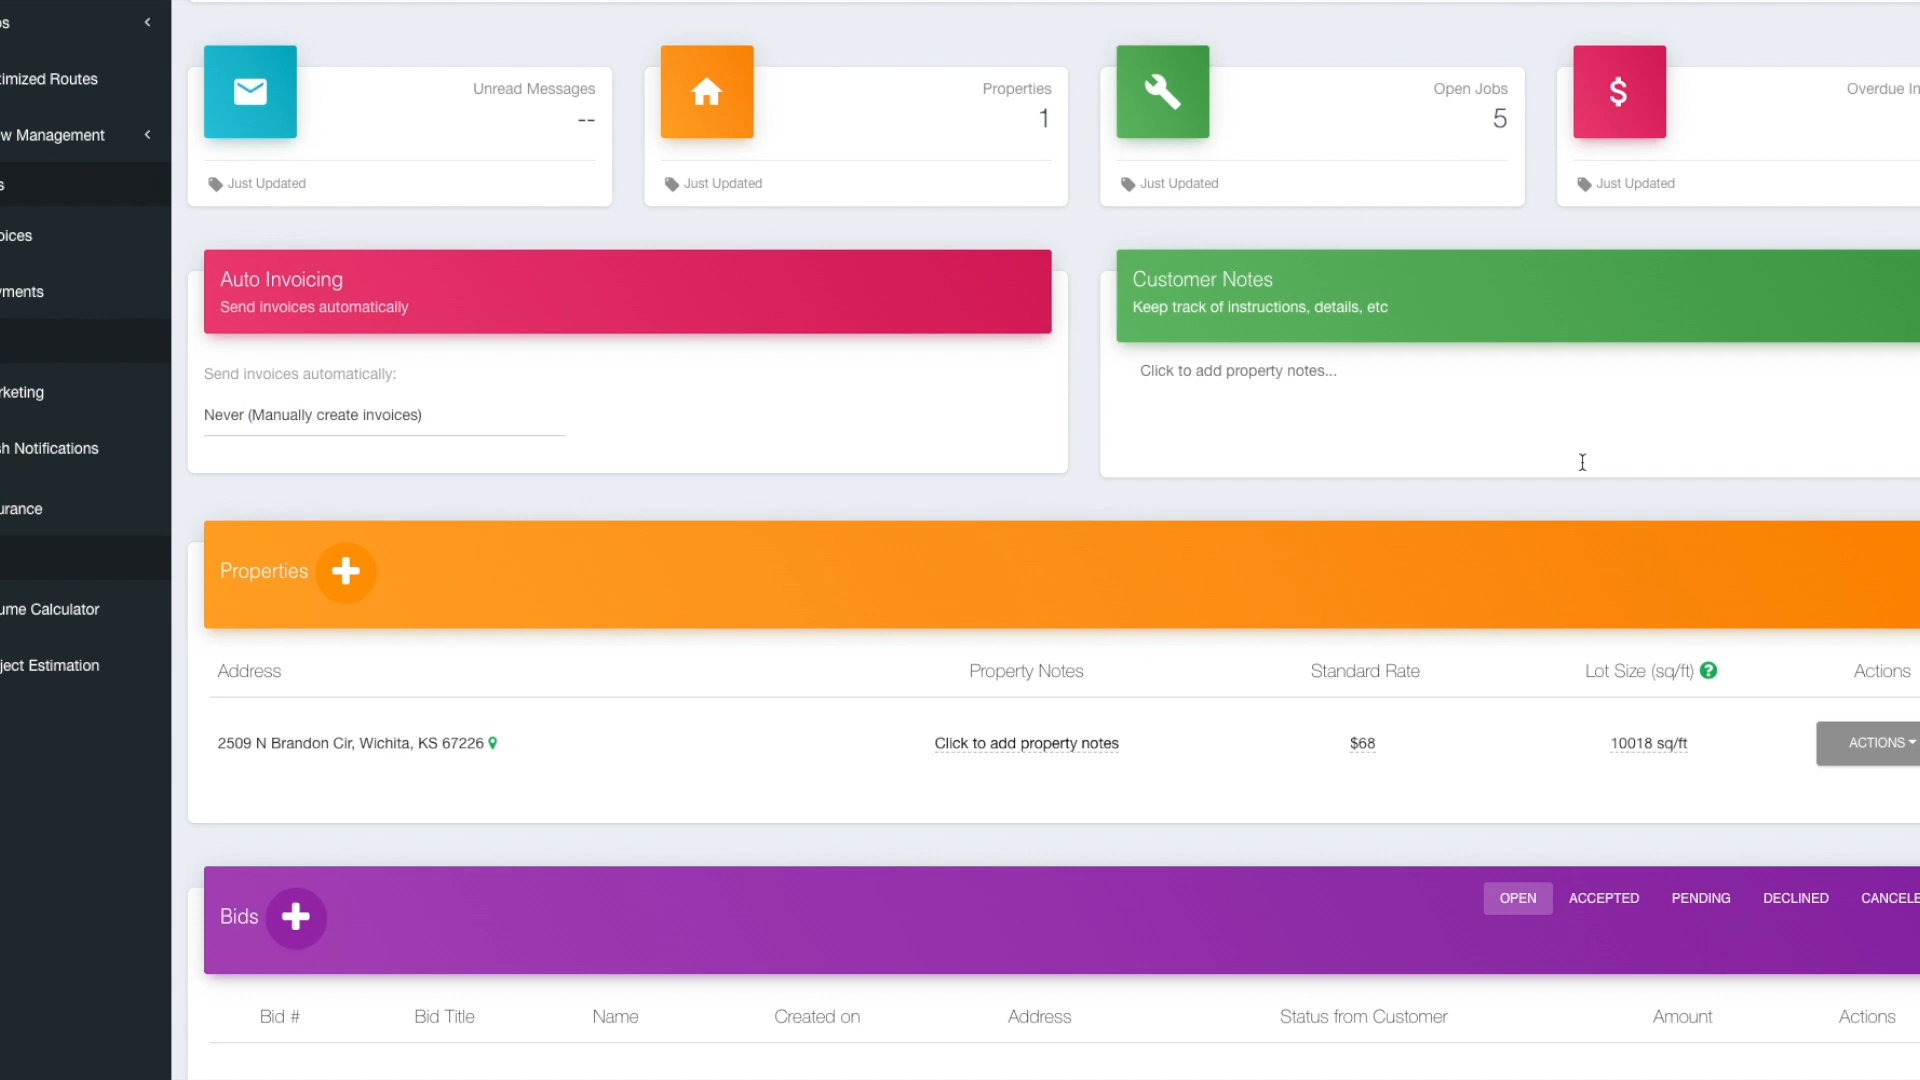 imized Routes
w Management
oices
yments
rketing
h Notifications
urance
ume Calculator
ject Estimation
Unread Messages
--
Just Updated
Properties
1
Just Updated
Open Jobs
5
Just Updated
Overdue In
$
Just Updated
Auto Invoicing
Send invoices automatically
Send invoices automatically:
Never (Manually create invoices)
Customer Notes
Keep track of instructions, details, etc
Click to add property notes...
Properties
Address Property Notes Standard Rate Lot Size (sq/ft) ? Actions
2509 N Brandon Cir, Wichita, KS 67226 Click to add property notes $68 10018 sq/ft ACTIONS
Bids
OPEN ACCEPTED PENDING DECLINED CANCELE
Bid # Bid Title Name Created on Address Status from Customer Amount Actions